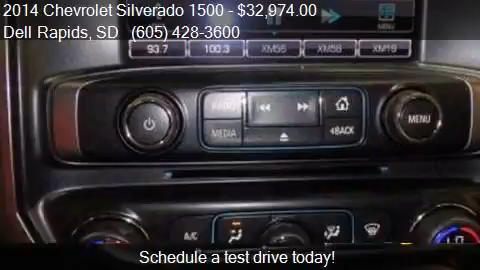 2014 Chevrolet Silverado 1500 - $32,974.00
Dell Rapids, SD (605) 428-3600
MENU
93.7 100.3 XM56 XM58 XM19
RADIO
MEDIA
BACK
MENU
A/C
Schedule a test drive today!